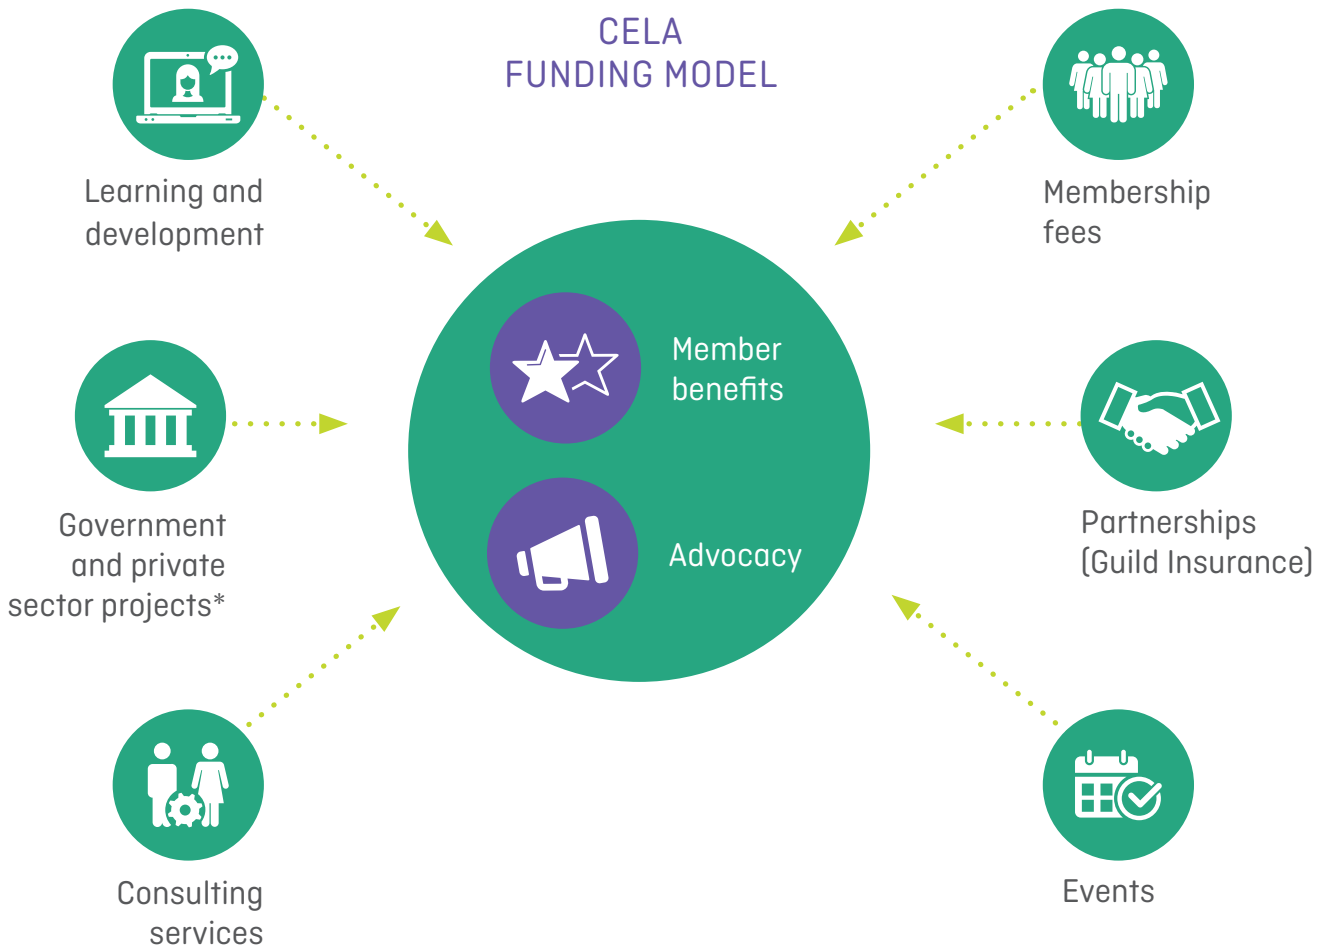 CELA
FUNDING MODEL
Learning and
development
Membership
fees
Member
benefits
Government
and private
sector projects*
Partnerships
(Guild Insurance)
Advocacy
Consulting
services
Events